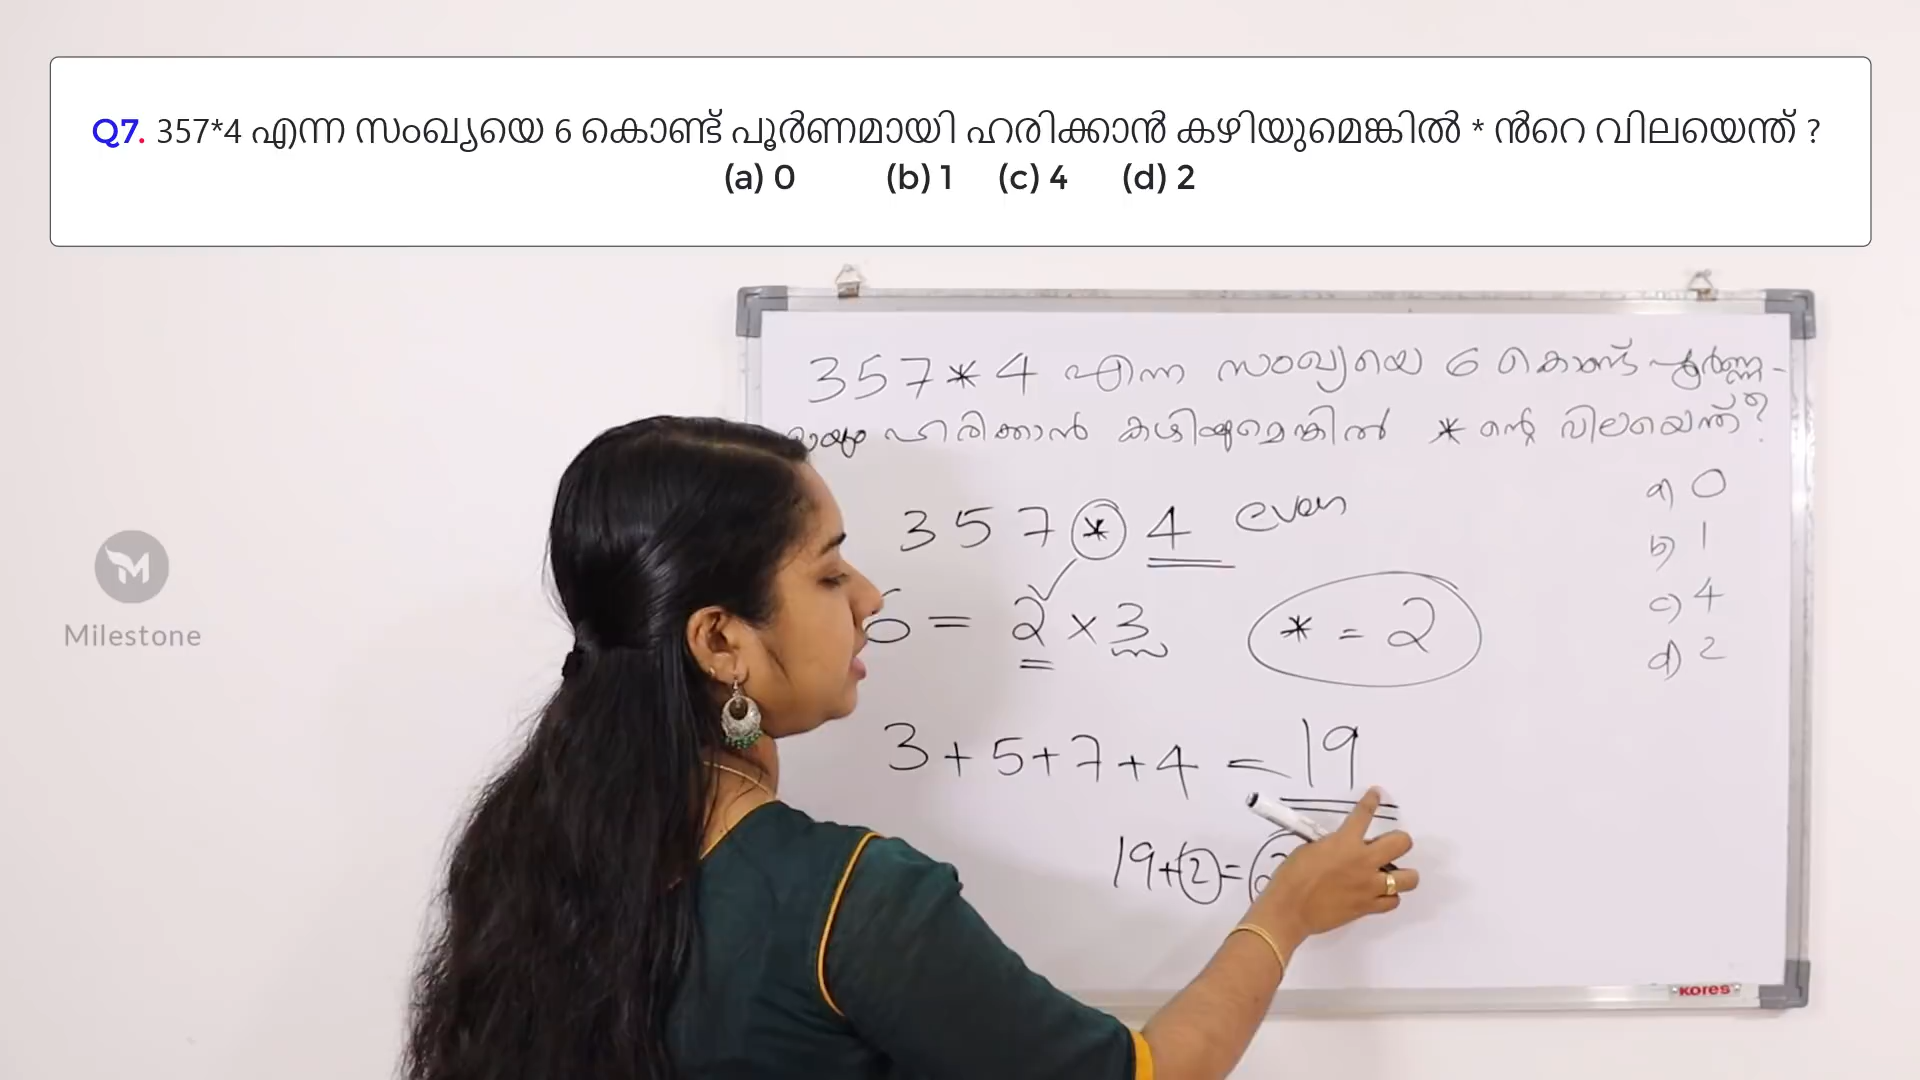 Q7. 357*4 എന്ന സംഖ്യയെ 6 കൊണ്ട് പൂർണമായി ഹരിക്കാൻ കഴിയുമെങ്കിൽ * ൻറെ വിലയെന്ത് ?
(a) 0 (b) 1 (c) 4 (d) 2
357*4 എന്ന സംഖ്യയെ 6 കൊണ്ട് പൂർണ്ണ-
ഹരിക്കാൻ കഴിയുമെങ്കിൽ * ന്റെ വിലയെന്ത്?
a) 0
b) 1
c) 4
d) 2
357*4 even
6 = 2 × 3
* = 2
3+5+7+4 = 19
19+2=
Milestone
KORES